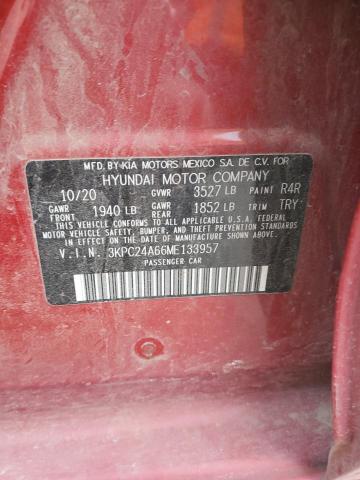 MFD. BY-KIA MOTORS MEXICO S.A. DE C.V. FOR
HYUNDAI MOTOR COMPANY
10/20 GVWR 3527 LB PAINT R4R
GAWR FRONT 1940 LB GAWR REAR 1852 LB TRIM TRY
THIS VEHICLE CONFORMS TO ALL APPLICABLE U.S.A. FEDERAL
MOTOR VEHICLE SAFETY, BUMPER, AND THEFT PREVENTION
STANDARDS IN EFFECT ON THE DATE OF MANUFACTURE SHOWN ABOVE.
V.I.N. 3KPC24A66ME133957
PASSENGER CAR